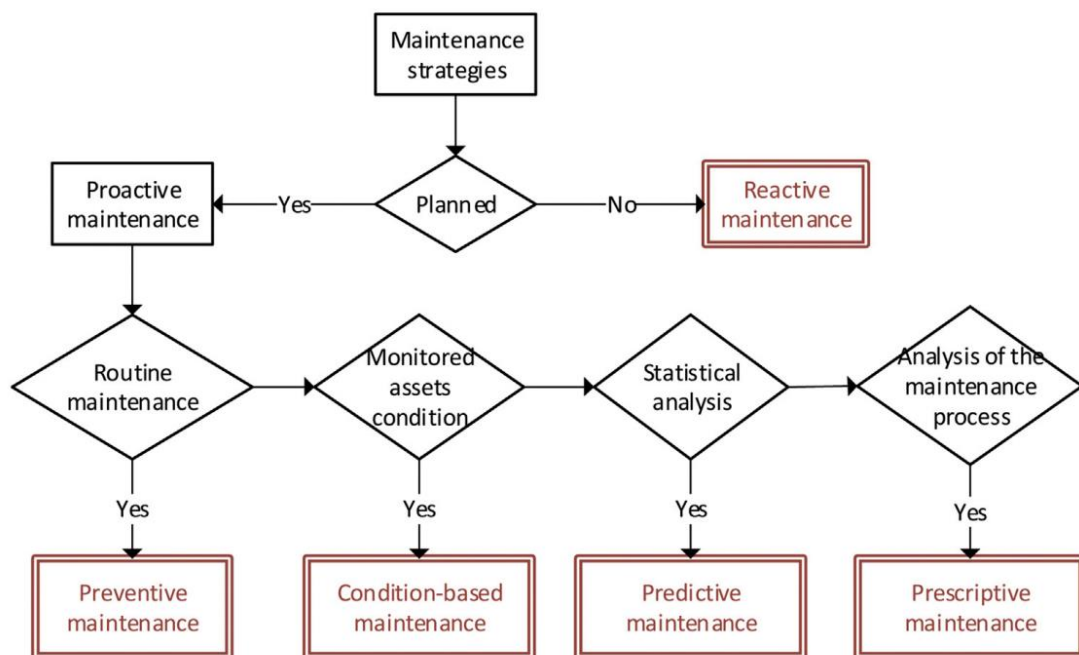 Maintenance
strategies
Proactive
maintenance
Yes
Planned
No
Reactive
maintenance
Routine
maintenance
Monitored
assets
condition
Statistical
analysis
Analysis of the
maintenance
process
Yes
Yes
Yes
Yes
Preventive
maintenance
Condition-based
maintenance
Predictive
maintenance
Prescriptive
maintenance